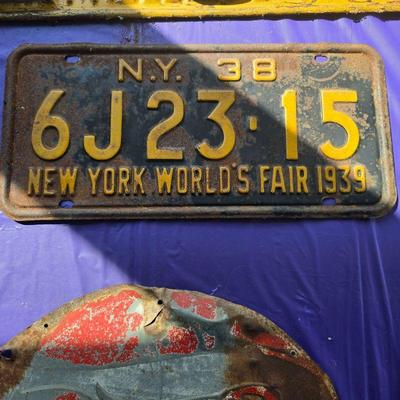 N.Y. 38
6J23-15
NEW YORK WORLD'S FAIR 1939